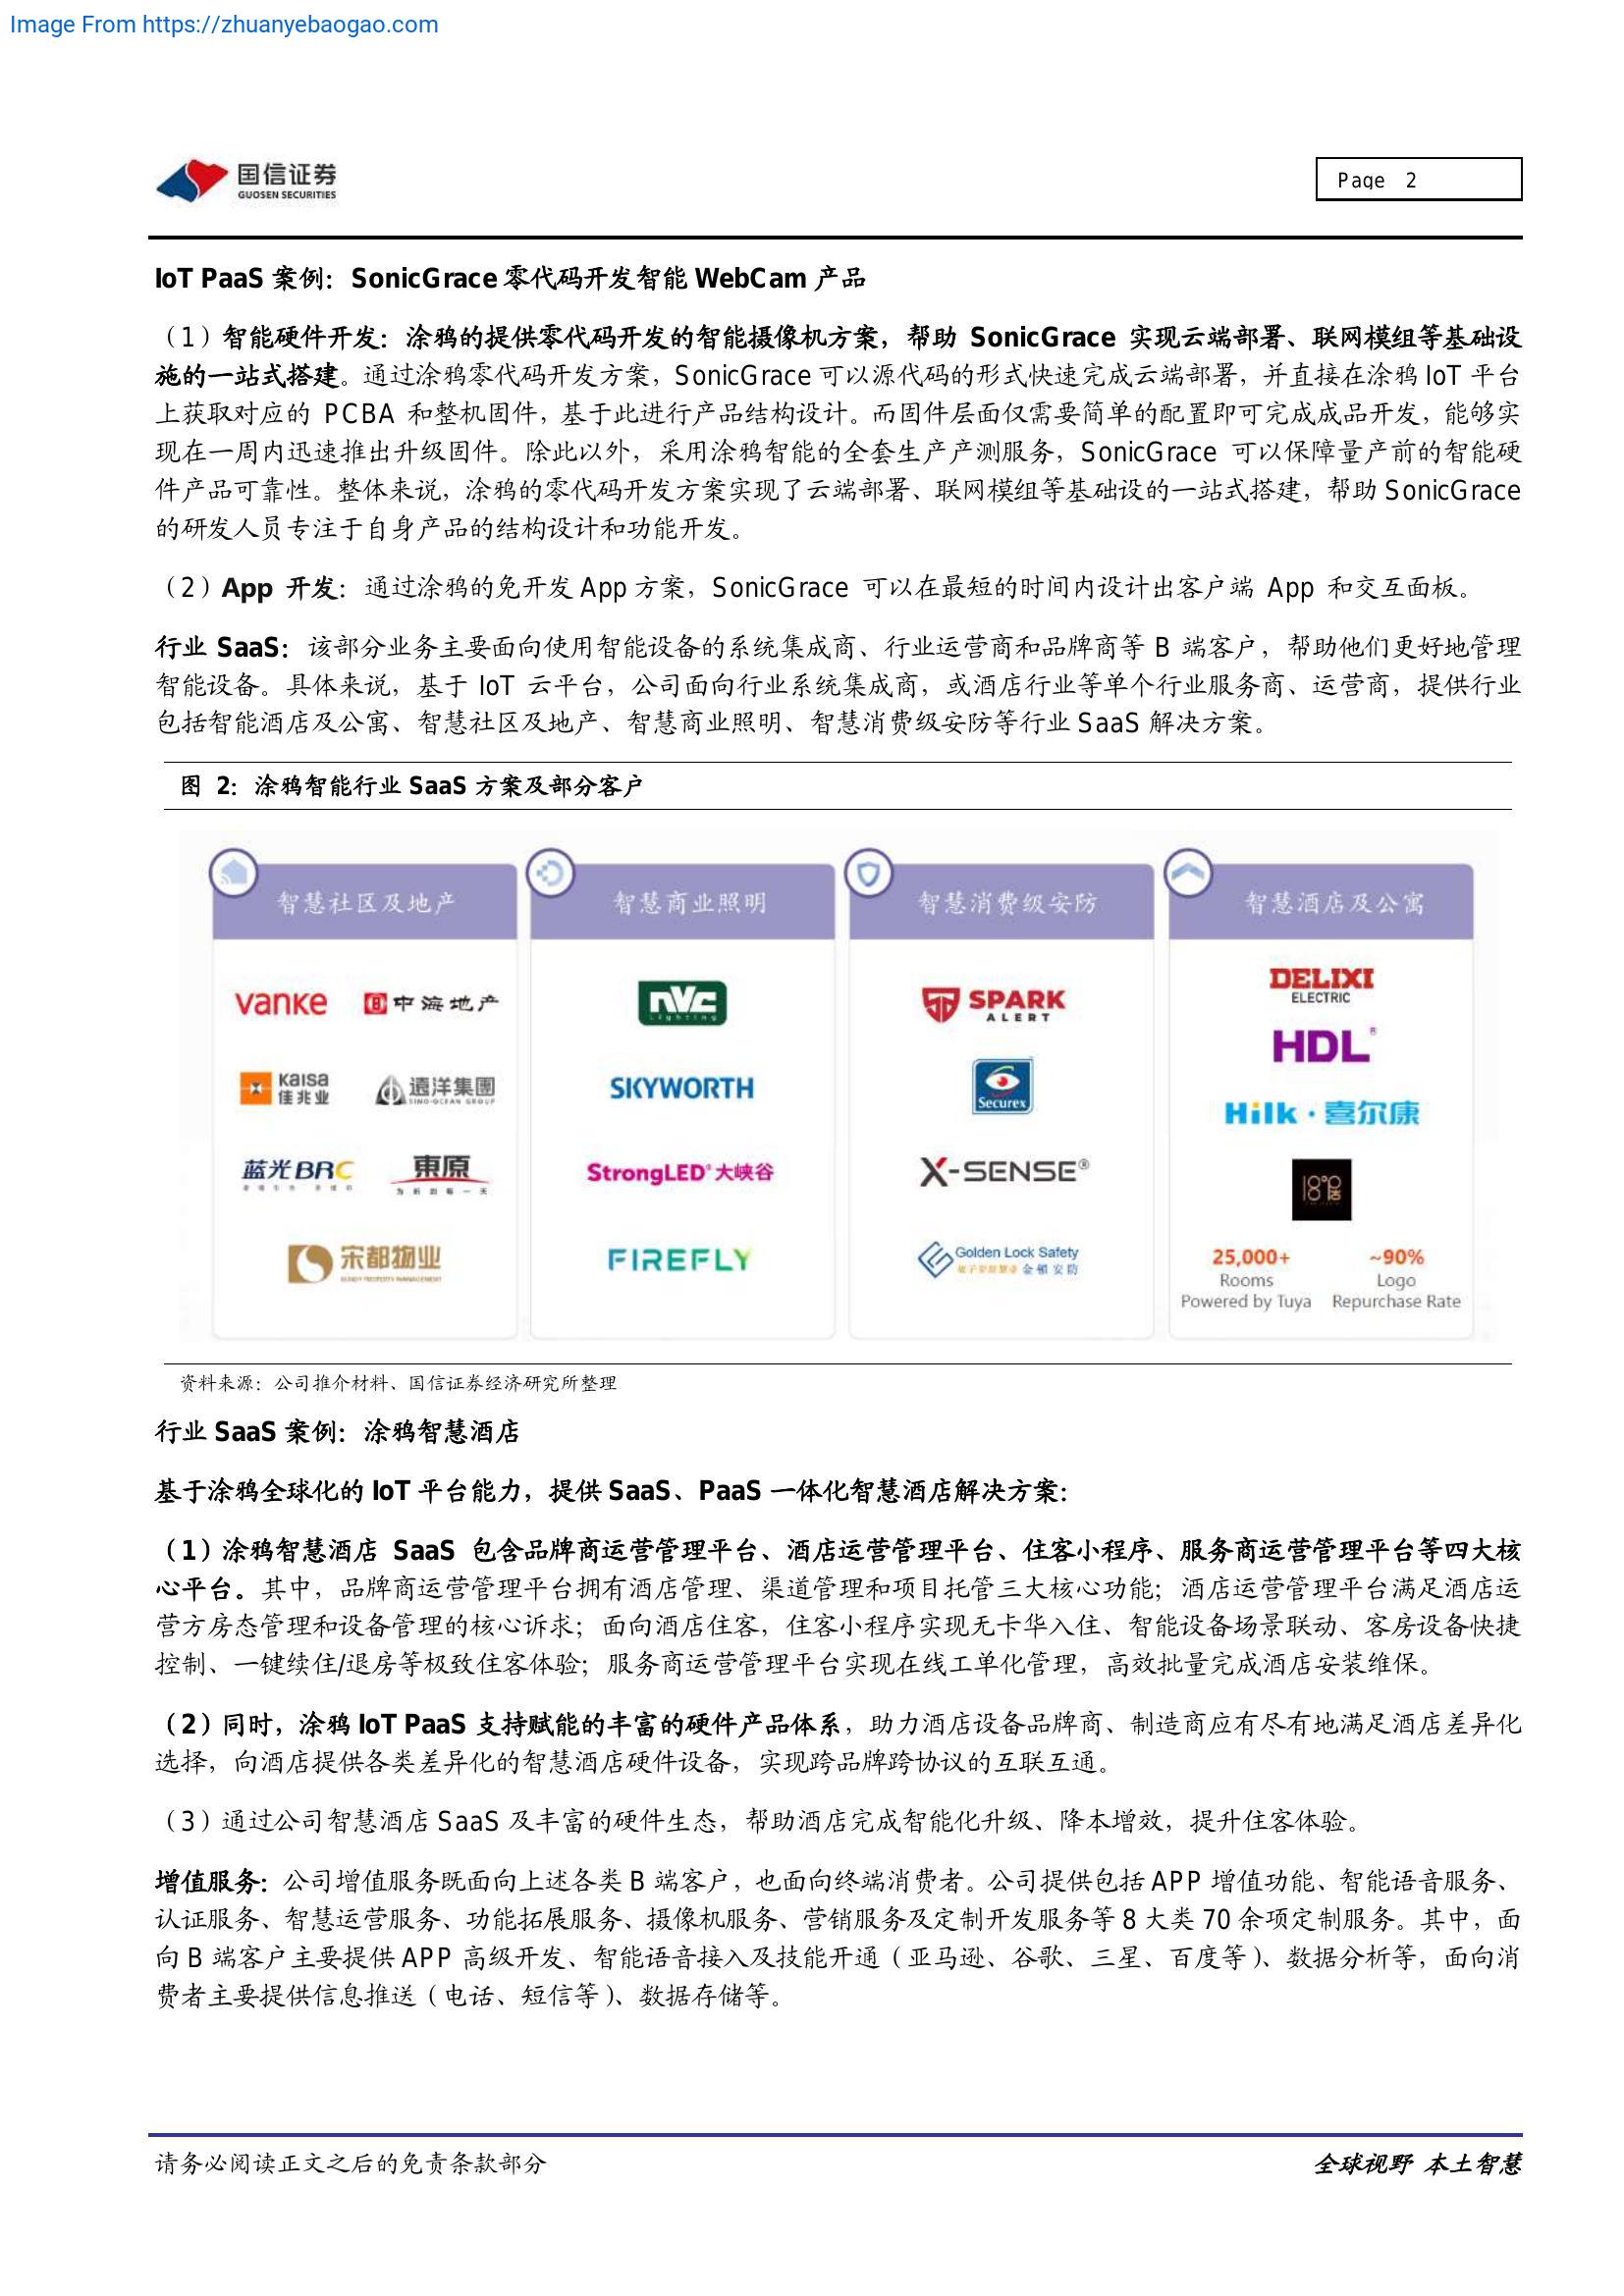 Image From https://zhuanyebaogao.com
国信证券
GUOSEN SECURITIES
Page 2
IoT PaaS 案例：SonicGrace 零代码开发智能 WebCam 产品
（1）智能硬件开发：涂鸦的提供零代码开发的智能摄像机方案，帮助 SonicGrace 实现云端部署、联网模组等基础设
施的一站式搭建。通过涂鸦零代码开发方案，SonicGrace 可以源代码的形式快速完成云端部署，并直接在涂鸦 IoT 平台
上获取对应的 PCBA 和整机固件，基于此进行产品结构设计。而固件层面仅需要简单的配置即可完成成品开发，能够实
现在一周内迅速推出升级固件。除此以外，采用涂鸦智能的全套生产产测服务，SonicGrace 可以保障量产前的智能硬
件产品可靠性。整体来说，涂鸦的零代码开发方案实现了云端部署、联网模组等基础设的一站式搭建，帮助 SonicGrace
的研发人员专注于自身产品的结构设计和功能开发。
（2）App 开发：通过涂鸦的免开发 App 方案，SonicGrace 可以在最短的时间内设计出客户端 App 和交互面板。
行业 SaaS：该部分业务主要面向使用智能设备的系统集成商、行业运营商和品牌商等 B 端客户，帮助他们更好地管理
智能设备。具体来说，基于 IoT 云平台，公司面向行业系统集成商，或酒店行业等单个行业服务商、运营商，提供行业
包括智能酒店及公寓、智慧社区及地产、智慧商业照明、智慧消费级安防等行业 SaaS 解决方案。
图 2：涂鸦智能行业 SaaS 方案及部分客户
智慧社区及地产
vanke 中海地产
Kaisa 佳兆业 遠洋集團 SINO-OCEAN GROUP
蓝光BRC 東原
宋都物业
智慧商业照明
nvc Lighting
SKYWORTH
StrongLED® 大峡谷
FIREFLY
智慧消费级安防
SPARK ALERT
Securex
X-SENSE®
Golden Lock Safety
金顿安防
智慧酒店及公寓
DELIXI
ELECTRIC
HDL®
Hilk·喜尔康
25,000+ ~90%
Rooms Logo
Powered by Tuya Repurchase Rate
资料来源：公司推介材料、国信证券经济研究所整理
行业 SaaS 案例：涂鸦智慧酒店
基于涂鸦全球化的 IoT 平台能力，提供 SaaS、PaaS 一体化智慧酒店解决方案：
（1）涂鸦智慧酒店 SaaS 包含品牌商运营管理平台、酒店运营管理平台、住客小程序、服务商运营管理平台等四大核
心平台。其中，品牌商运营管理平台拥有酒店管理、渠道管理和项目托管三大核心功能；酒店运营管理平台满足酒店运
营方房态管理和设备管理的核心诉求；面向酒店住客，住客小程序实现无卡华入住、智能设备场景联动、客房设备快捷
控制、一键续住/退房等极致住客体验；服务商运营管理平台实现在线工单化管理，高效批量完成酒店安装维保。
（2）同时，涂鸦 IoT PaaS 支持赋能的丰富的硬件产品体系，助力酒店设备品牌商、制造商应有尽有地满足酒店差异化
选择，向酒店提供各类差异化的智慧酒店硬件设备，实现跨品牌跨协议的互联互通。
（3）通过公司智慧酒店 SaaS 及丰富的硬件生态，帮助酒店完成智能化升级、降本增效，提升住客体验。
增值服务：公司增值服务既面向上述各类 B 端客户，也面向终端消费者。公司提供包括 APP 增值功能、智能语音服务、
认证服务、智慧运营服务、功能拓展服务、摄像机服务、营销服务及定制开发服务等 8 大类 70 余项定制服务。其中，面
向 B 端客户主要提供 APP 高级开发、智能语音接入及技能开通（亚马逊、谷歌、三星、百度等）、数据分析等，面向消
费者主要提供信息推送（电话、短信等）、数据存储等。
请务必阅读正文之后的免责条款部分
全球视野 本土智慧